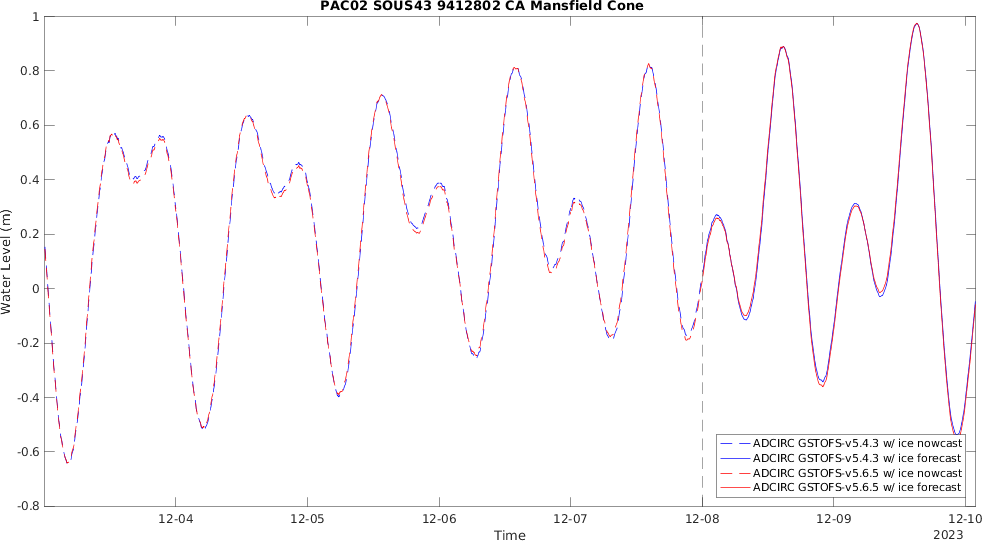 PAC02 SOUS43 9412802 CA Mansfield Cone
1
0.8
0.6
0.4
0.2
0
-0.2
-0.4
-0.6
-0.8
Water Level (m)
12-04
12-05
12-06
12-07
12-08
12-09
12-10
Time
2023
ADCIRC GSTOFS-v5.4.3 w/ ice nowcast
ADCIRC GSTOFS-v5.4.3 w/ ice forecast
ADCIRC GSTOFS-v5.6.5 w/ ice nowcast
ADCIRC GSTOFS-v5.6.5 w/ ice forecast